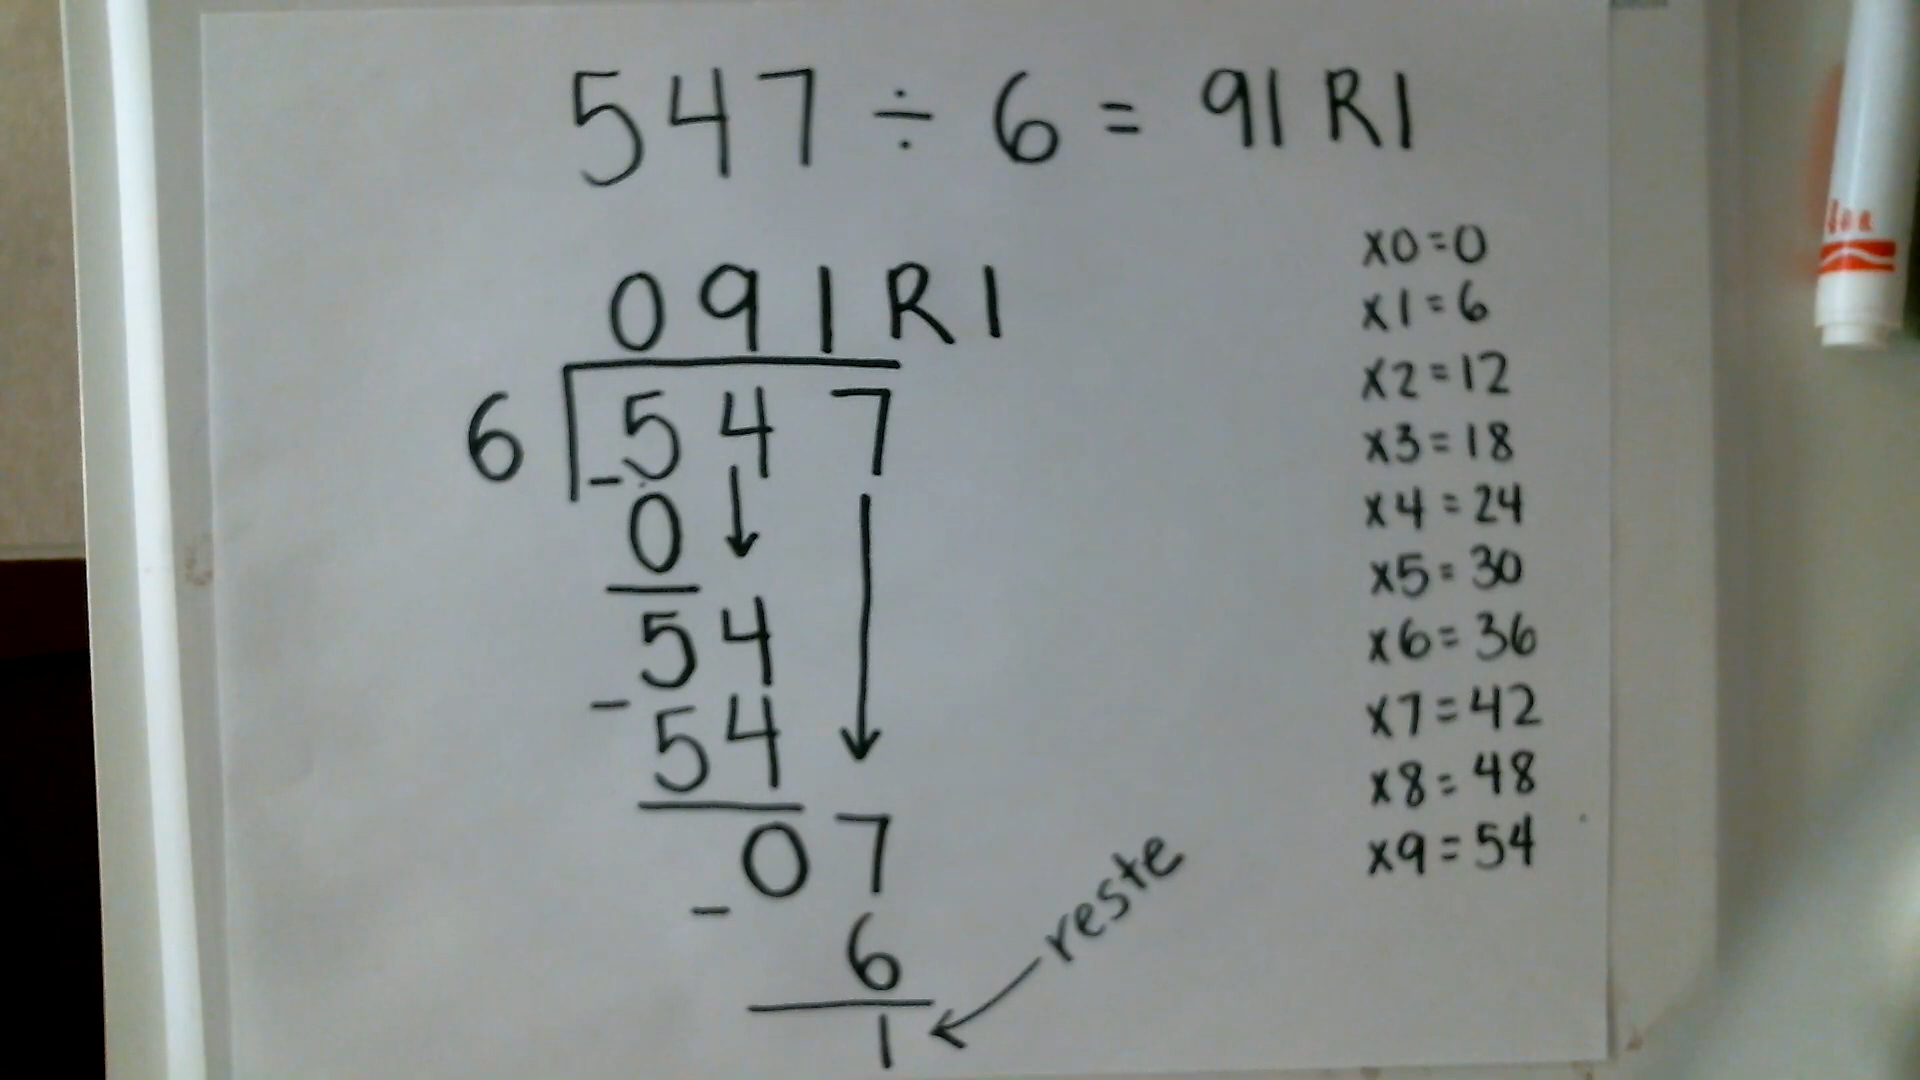 547 ÷ 6 = 91 R1
091 R1
6 547
- 0
54
- 54
07
- 6
1
reste
x0=0
x1=6
x2=12
x3=18
x4=24
x5=30
x6=36
x7=42
x8=48
x9=54